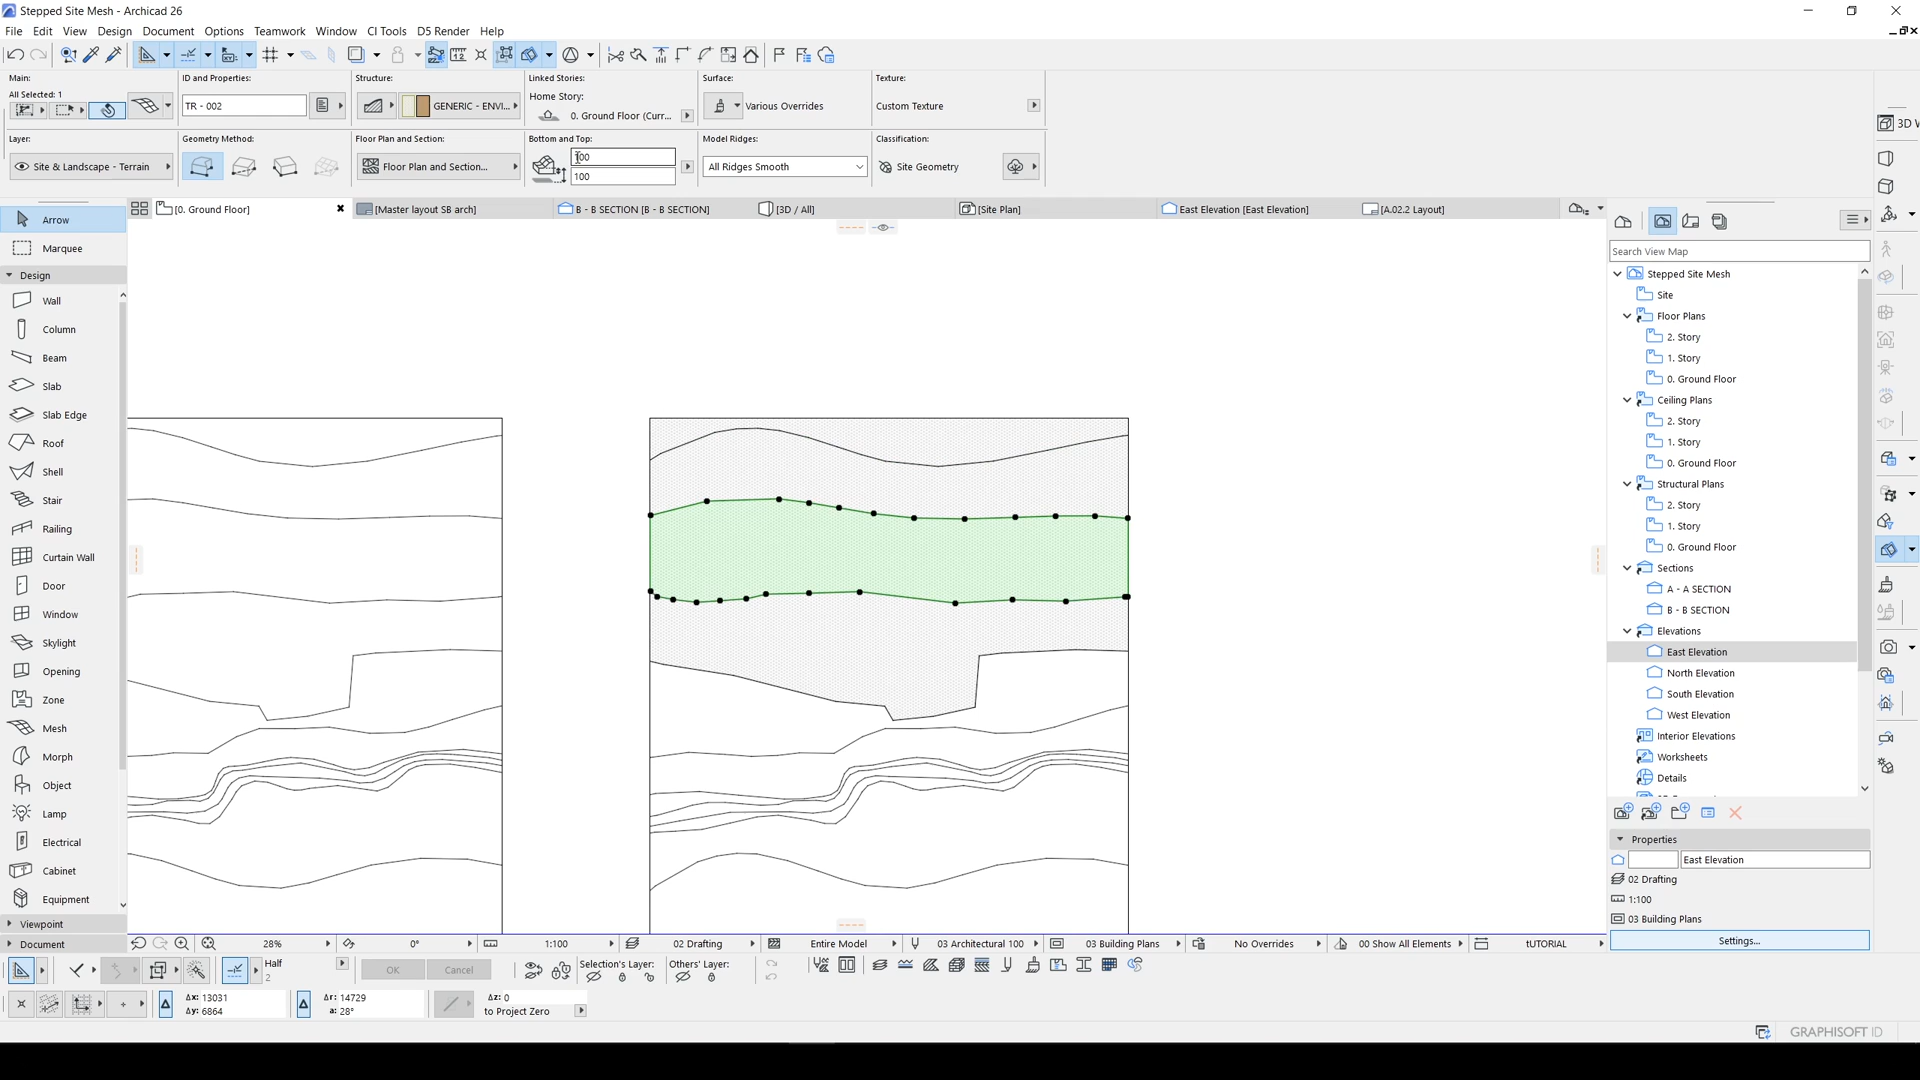 Stepped Site Mesh - Archicad 26
File Edit View Design Document Options Teamwork Window CI Tools D5 Render Help
Main: ID and Properties: Structure: Linked Stories: Surface: Texture:
All Selected: 1 Home Story:
TR - 002 GENERIC - ENVI... 0. Ground Floor (Curr... Various Overrides Custom Texture
Layer: Geometry Method: Floor Plan and Section: Bottom and Top: Model Ridges: Classification:
Site & Landscape - Terrain Floor Plan and Section... All Ridges Smooth Site Geometry
100
[0. Ground Floor] [Master layout SB arch] B - B SECTION [B - B SECTION] [3D / All] [Site Plan] East Elevation [East Elevation] [A.02.2 Layout]
Arrow
Marquee
Design
Wall
Column
Beam
Slab
Slab Edge
Roof
Shell
Stair
Railing
Curtain Wall
Door
Window
Skylight
Opening
Zone
Mesh
Morph
Object
Lamp
Electrical
Cabinet
Equipment
Viewpoint
Document
Search View Map
Stepped Site Mesh
Site
Floor Plans
2. Story
1. Story
0. Ground Floor
Ceiling Plans
2. Story
1. Story
0. Ground Floor
Structural Plans
2. Story
1. Story
0. Ground Floor
Sections
A - A SECTION
B - B SECTION
Elevations
East Elevation
North Elevation
South Elevation
West Elevation
Interior Elevations
Worksheets
Details
Properties
East Elevation
02 Drafting
1:100
03 Building Plans
Settings...
28% 0° 1:100 02 Drafting Entire Model 03 Architectural 100 03 Building Plans No Overrides 00 Show All Elements tUTORIAL
Half
2
OK Cancel Selection's Layer: Others' Layer:
Δx: 13031 Δr: 14729 Δz: 0
Δy: 6864 a: 28° to Project Zero
GRAPHISOFT ID